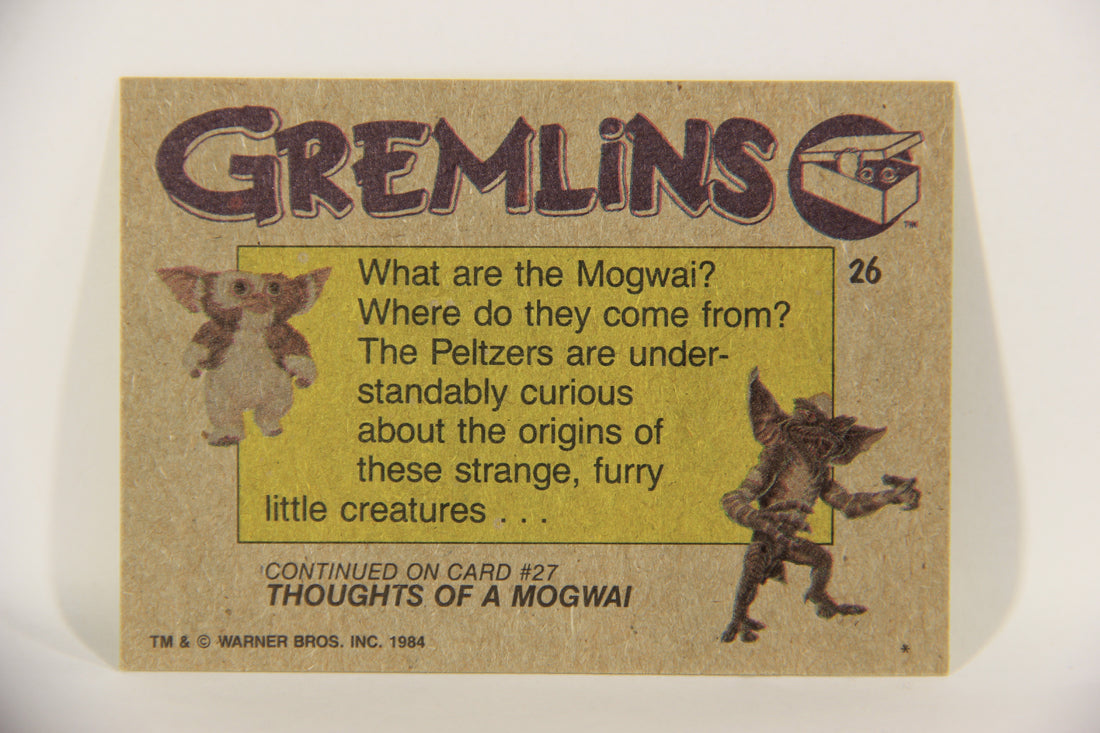 GREMLiNS
TM
26
What are the Mogwai?
Where do they come from?
The Peltzers are under-
standably curious
about the origins of
these strange, furry
little creatures . . .
CONTINUED ON CARD #27
THOUGHTS OF A MOGWAI
TM & © WARNER BROS. INC. 1984
*